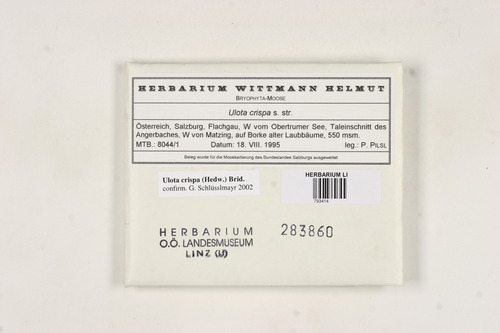 HERBARIUM WITTMANN HELMUT
BRYOPHYTA-MOOSE
Ulota crispa s. str.
Österreich, Salzburg, Flachgau, W vom Obertrumer See, Taleinschnitt des
Angerbaches, W von Matzing, auf Borke alter Laubbäume, 550 msm.
MTB.: 8044/1 Datum: 18. VIII. 1995 leg.: P. PILSL
Beleg wurde für die Mooskartierung des Bundeslandes Salzburgs ausgewertet
Ulota crispa (Hedw.) Brid.
confirm. G. Schlüsslmayr 2002
HERBARIUM LI
793414
HERBARIUM
O.Ö. LANDESMUSEUM
LINZ (LI)
283860